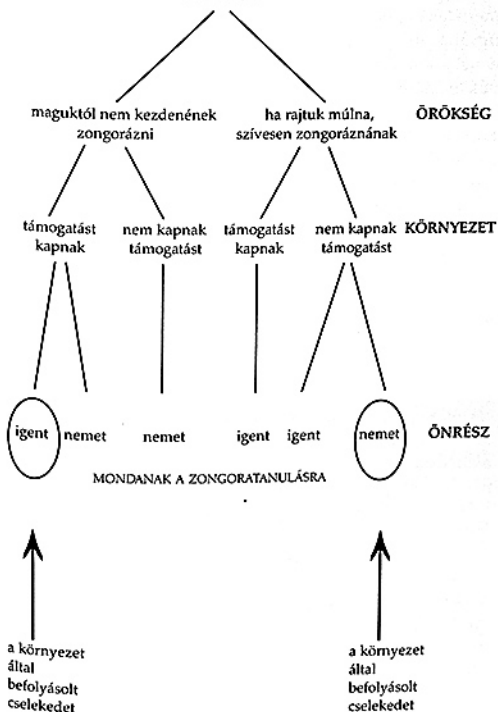 maguktól nem kezdenének
zongorázni
ha rajtuk múlna,
szívesen zongoráznának
ÖRÖKSÉG
támogatást
kapnak
nem kapnak
támogatást
támogatást
kapnak
nem kapnak
támogatást
KÖRNYEZET
igent nemet nemet igent igent nemet ÖNRÉSZ
MONDANAK A ZONGORATANULÁSRA
a környezet
által
befolyásolt
cselekedet
a környezet
által
befolyásolt
cselekedet